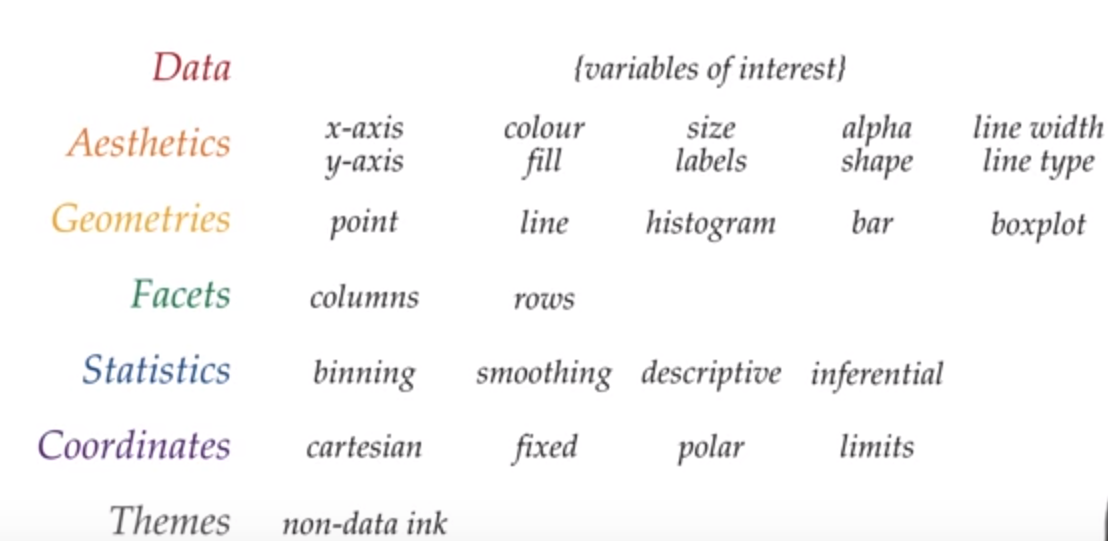 Data {variables of interest}
Aesthetics x-axis colour size alpha line width
y-axis fill labels shape line type
Geometries point line histogram bar boxplot
Facets columns rows
Statistics binning smoothing descriptive inferential
Coordinates cartesian fixed polar limits
Themes non-data ink